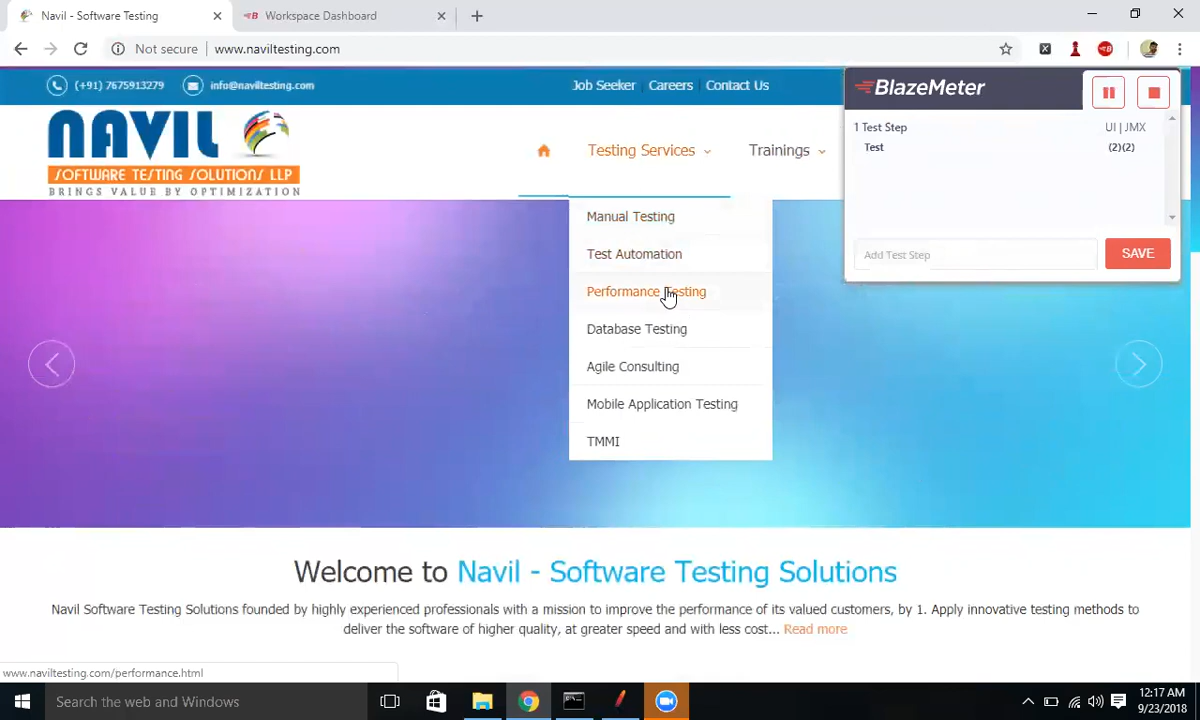 Navil - Software Testing
Workspace Dashboard
Not secure
www.naviltesting.com
(+91) 7675913279
info@naviltesting.com
Job Seeker
Careers
Contact Us
NAVIL
SOFTWARE TESTING SOLUTIONS LLP
BRINGS VALUE BY OPTIMIZATION
Testing Services
Trainings
Manual Testing
Test Automation
Performance Testing
Database Testing
Agile Consulting
Mobile Application Testing
TMMI
BlazeMeter
1 Test Step UI | JMX
Test (2)(2)
Add Test Step SAVE
Welcome to Navil - Software Testing Solutions
Navil Software Testing Solutions founded by highly experienced professionals with a mission to improve the performance of its valued customers, by 1. Apply innovative testing methods to
deliver the software of higher quality, at greater speed and with less cost... Read more
www.naviltesting.com/performance.html
Search the web and Windows
12:17 AM
9/23/2018